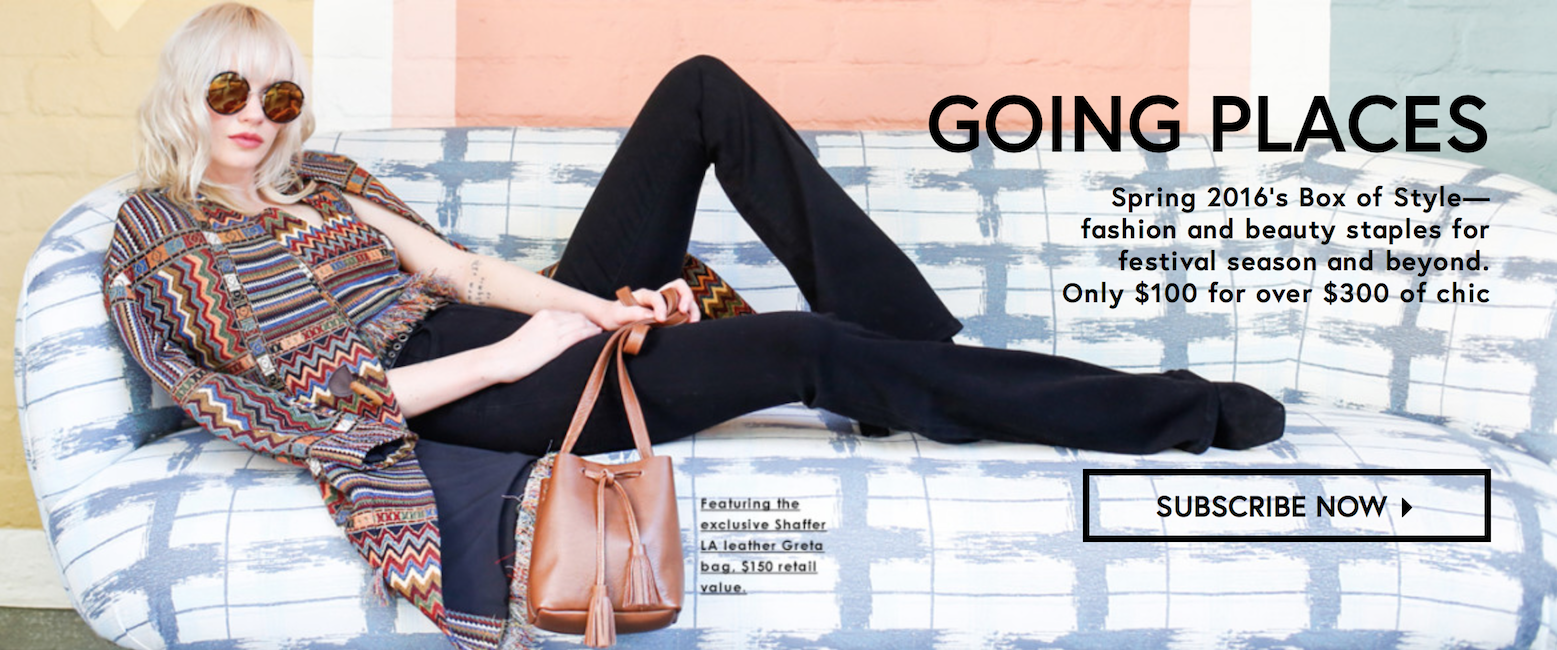 GOING PLACES
Spring 2016's Box of Style—
fashion and beauty staples for
festival season and beyond.
Only $100 for over $300 of chic
Featuring the
exclusive Shaffer
LA leather Greta
bag, $150 retail
value.
SUBSCRIBE NOW